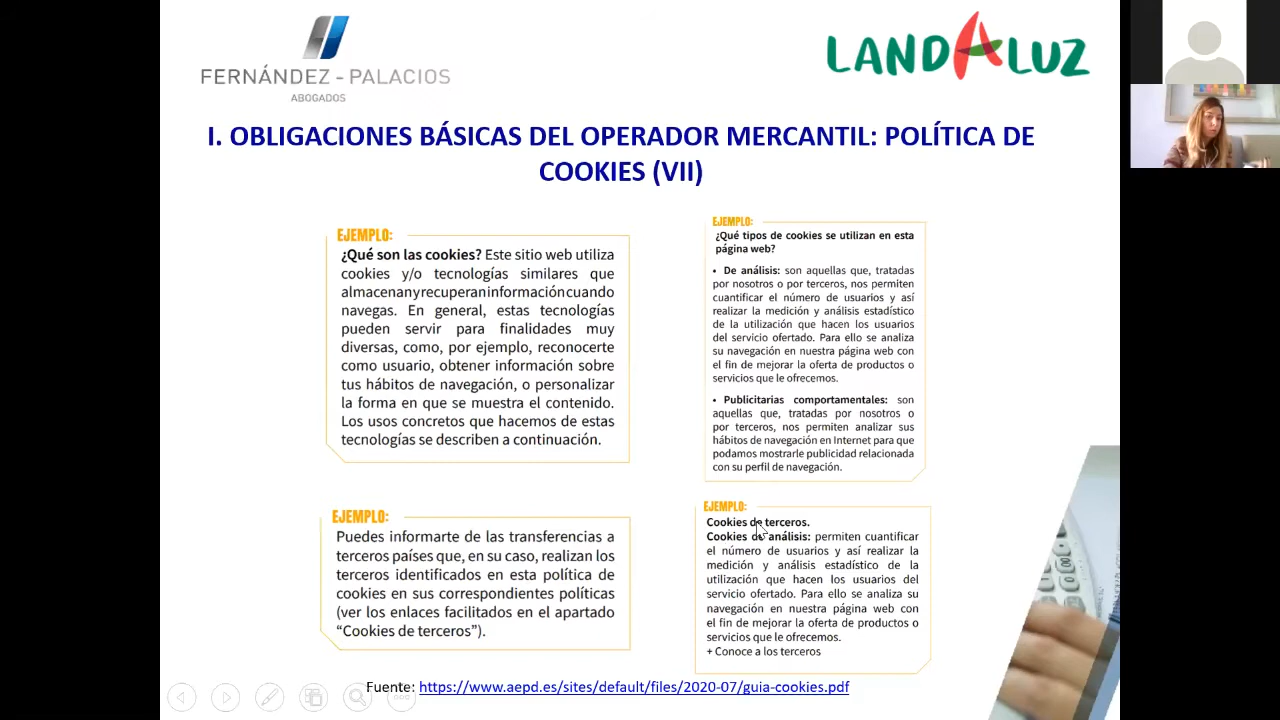 FERNÁNDEZ - PALACIOS
ABOGADOS
LANDALUZ
I. OBLIGACIONES BÁSICAS DEL OPERADOR MERCANTIL: POLÍTICA DE
COOKIES (VII)
EJEMPLO:
¿Qué son las cookies? Este sitio web utiliza
cookies y/o tecnologías similares que
almacenan y recuperan información cuando
navegas. En general, estas tecnologías
pueden servir para finalidades muy
diversas, como, por ejemplo, reconocerte
como usuario, obtener información sobre
tus hábitos de navegación, o personalizar
la forma en que se muestra el contenido.
Los usos concretos que hacemos de estas
tecnologías se describen a continuación.
EJEMPLO:
¿Qué tipos de cookies se utilizan en esta
página web?
• De análisis: son aquellas que, tratadas
por nosotros o por terceros, nos permiten
cuantificar el número de usuarios y así
realizar la medición y análisis estadístico
de la utilización que hacen los usuarios
del servicio ofertado. Para ello se analiza
su navegación en nuestra página web con
el fin de mejorar la oferta de productos o
servicios que le ofrecemos.
• Publicitarias comportamentales: son
aquellas que, tratadas por nosotros o
por terceros, nos permiten analizar sus
hábitos de navegación en Internet para que
podamos mostrarle publicidad relacionada
con su perfil de navegación.
EJEMPLO:
Puedes informarte de las transferencias a
terceros países que, en su caso, realizan los
terceros identificados en esta política de
cookies en sus correspondientes políticas
(ver los enlaces facilitados en el apartado
“Cookies de terceros”).
EJEMPLO:
Cookies de terceros.
Cookies de análisis: permiten cuantificar
el número de usuarios y así realizar la
medición y análisis estadístico de la
utilización que hacen los usuarios del
servicio ofertado. Para ello se analiza su
navegación en nuestra página web con
el fin de mejorar la oferta de productos o
servicios que le ofrecemos.
+ Conoce a los terceros
Fuente: https://www.aepd.es/sites/default/files/2020-07/guia-cookies.pdf